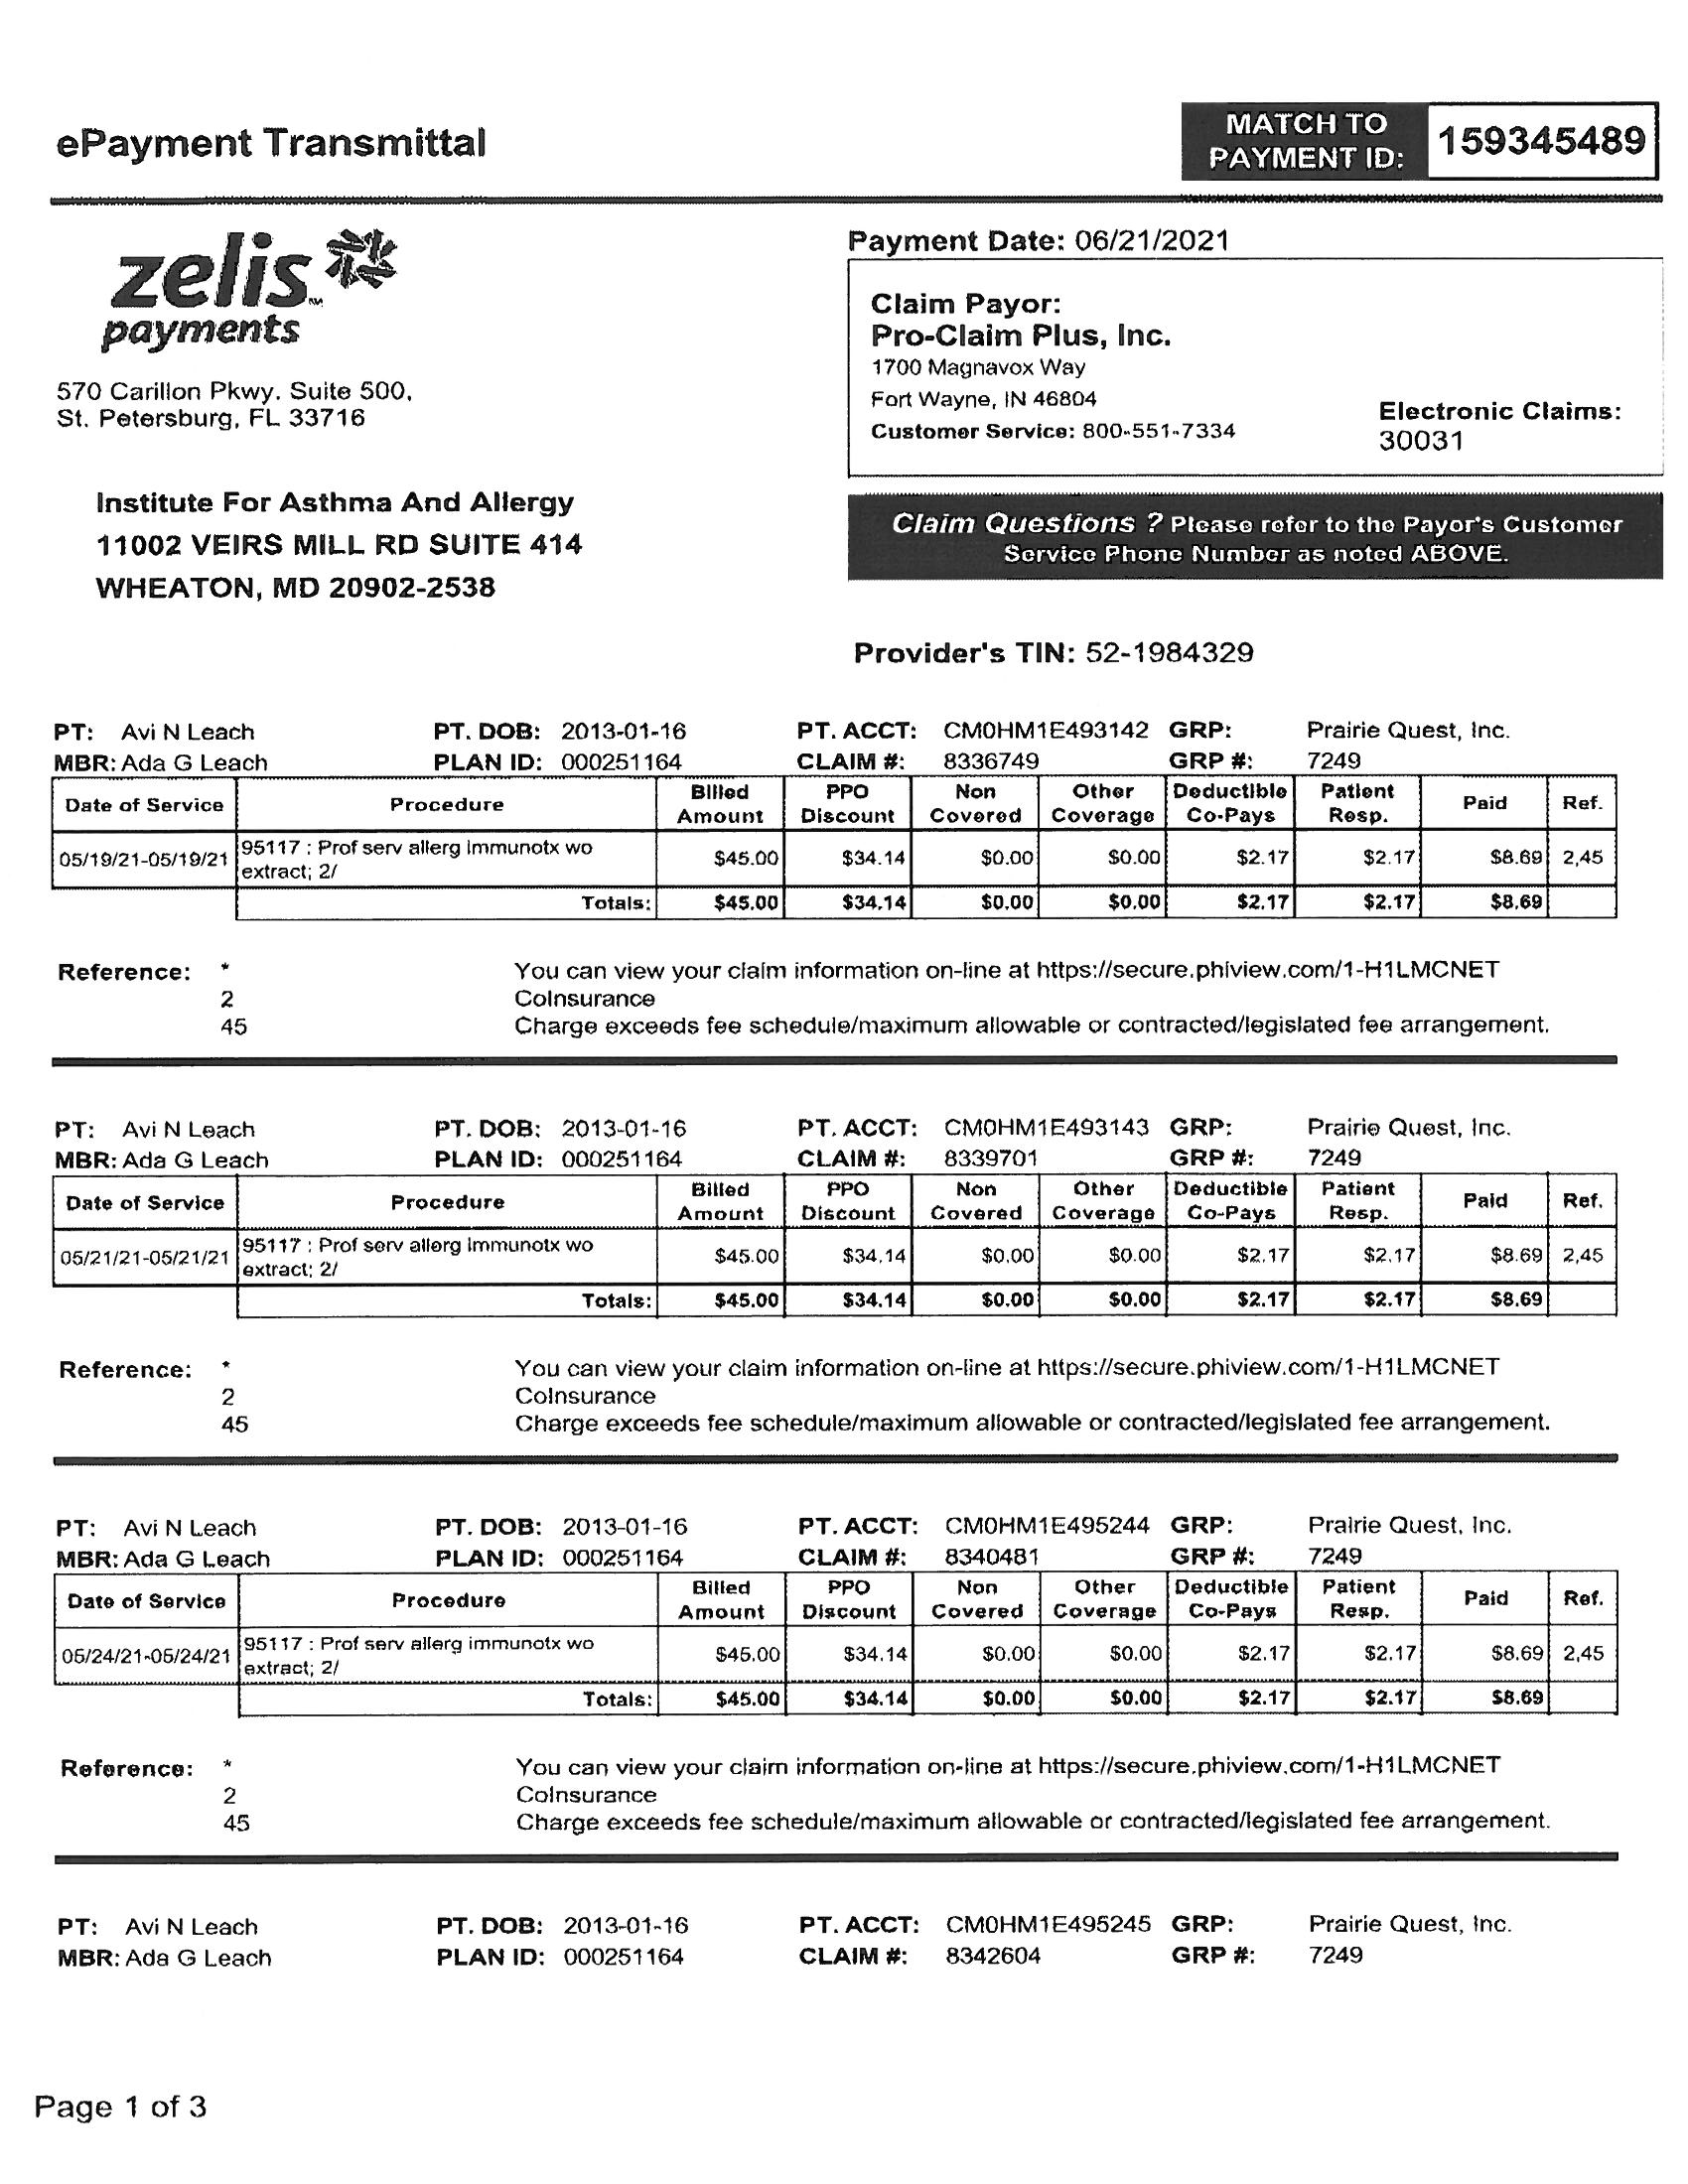 ePayment Transmittal
MATCH TO PAYMENT ID: 159345489
zelis payments
570 Carillon Pkwy. Suite 500,
St. Petersburg, FL 33716
Payment Date: 06/21/2021
Claim Payor:
Pro-Claim Plus, Inc.
1700 Magnavox Way
Fort Wayne, IN 46804
Customer Service: 800-551-7334
Electronic Claims:
30031
Institute For Asthma And Allergy
11002 VEIRS MILL RD SUITE 414
WHEATON, MD 20902-2538
Claim Questions ? Please refer to the Payor's Customer
Service Phone Number as noted ABOVE.
Provider's TIN: 52-1984329
PT: Avi N Leach PT. DOB: 2013-01-16 PT. ACCT: CM0HM1E493142 GRP: Prairie Quest, Inc.
MBR: Ada G Leach PLAN ID: 000251164 CLAIM #: 8336749 GRP #: 7249
Date of Service Procedure Billed Amount PPO Discount Non Covered Other Coverage Deductible Co-Pays Patient Resp. Paid Ref.
05/19/21-05/19/21 95117 : Prof serv allerg immunotx wo extract; 2/ $45.00 $34.14 $0.00 $0.00 $2.17 $2.17 $8.69 2,45
Totals: $45.00 $34.14 $0.00 $0.00 $2.17 $2.17 $8.69
Reference: * You can view your claim information on-line at https://secure.phiview.com/1-H1LMCNET
2 CoInsurance
45 Charge exceeds fee schedule/maximum allowable or contracted/legislated fee arrangement.
PT: Avi N Leach PT. DOB: 2013-01-16 PT. ACCT: CM0HM1E493143 GRP: Prairie Quest, Inc.
MBR: Ada G Leach PLAN ID: 000251164 CLAIM #: 8339701 GRP #: 7249
Date of Service Procedure Billed Amount PPO Discount Non Covered Other Coverage Deductible Co-Pays Patient Resp. Paid Ref.
05/21/21-05/21/21 95117 : Prof serv allerg immunotx wo extract; 2/ $45.00 $34.14 $0.00 $0.00 $2.17 $2.17 $8.69 2,45
Totals: $45.00 $34.14 $0.00 $0.00 $2.17 $2.17 $8.69
Reference: * You can view your claim information on-line at https://secure.phiview.com/1-H1LMCNET
2 CoInsurance
45 Charge exceeds fee schedule/maximum allowable or contracted/legislated fee arrangement.
PT: Avi N Leach PT. DOB: 2013-01-16 PT. ACCT: CM0HM1E495244 GRP: Prairie Quest, Inc.
MBR: Ada G Leach PLAN ID: 000251164 CLAIM #: 8340481 GRP #: 7249
Date of Service Procedure Billed Amount PPO Discount Non Covered Other Coverage Deductible Co-Pays Patient Resp. Paid Ref.
05/24/21-05/24/21 95117 : Prof serv allerg immunotx wo extract; 2/ $45.00 $34.14 $0.00 $0.00 $2.17 $2.17 $8.69 2,45
Totals: $45.00 $34.14 $0.00 $0.00 $2.17 $2.17 $8.69
Reference: * You can view your claim information on-line at https://secure.phiview.com/1-H1LMCNET
2 CoInsurance
45 Charge exceeds fee schedule/maximum allowable or contracted/legislated fee arrangement.
PT: Avi N Leach PT. DOB: 2013-01-16 PT. ACCT: CM0HM1E495245 GRP: Prairie Quest, Inc.
MBR: Ada G Leach PLAN ID: 000251164 CLAIM #: 8342604 GRP #: 7249
Page 1 of 3